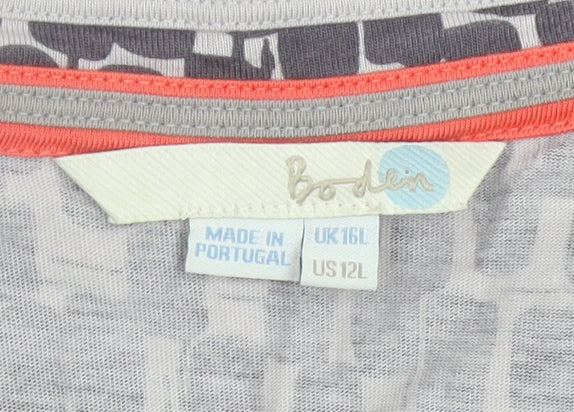 Boden
MADE IN
PORTUGAL
UK16L
US12L